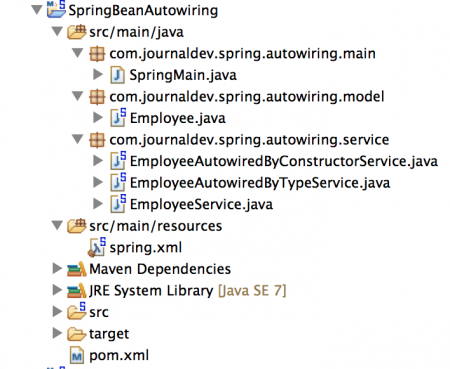 SpringBeanAutowiring
src/main/java
com.journaldev.spring.autowiring.main
SpringMain.java
com.journaldev.spring.autowiring.model
Employee.java
com.journaldev.spring.autowiring.service
EmployeeAutowiredByConstructorService.java
EmployeeAutowiredByTypeService.java
EmployeeService.java
src/main/resources
spring.xml
Maven Dependencies
JRE System Library [Java SE 7]
src
target
pom.xml